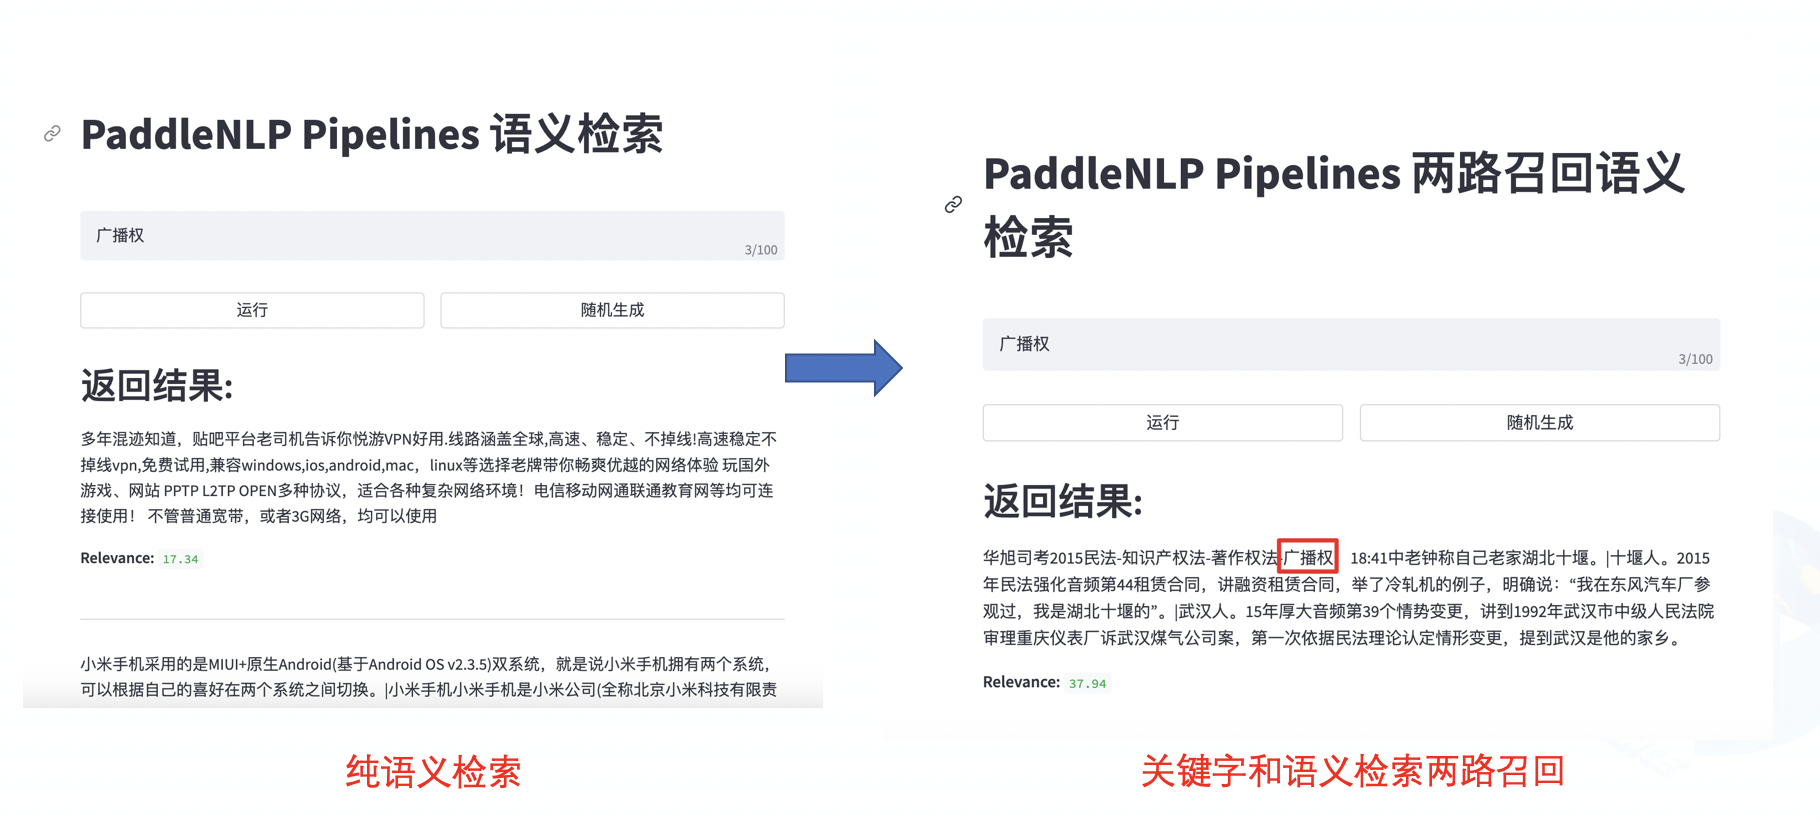 PaddleNLP Pipelines 语义检索
广播权
3/100
运行
随机生成
返回结果:
多年混迹知道，贴吧平台老司机告诉你悦游VPN好用.线路涵盖全球,高速、稳定、不掉线!高速稳定不
掉线vpn,免费试用,兼容windows,ios,android,mac，linux等选择老牌带你畅爽优越的网络体验 玩国外
游戏、网站 PPTP L2TP OPEN多种协议，适合各种复杂网络环境！电信移动网通联通教育网等均可连
接使用！ 不管普通宽带，或者3G网络，均可以使用
Relevance: 17.34
小米手机采用的是MIUI+原生Android(基于Android OS v2.3.5)双系统，就是说小米手机拥有两个系统，
可以根据自己的喜好在两个系统之间切换。|小米手机小米手机是小米公司(全称北京小米科技有限责
纯语义检索
PaddleNLP Pipelines 两路召回语义
检索
广播权
3/100
运行
随机生成
返回结果:
华旭司考2015民法-知识产权法-著作权法-广播权 18:41中老钟称自己老家湖北十堰。|十堰人。2015
年民法强化音频第44租赁合同，讲融资租赁合同，举了冷轧机的例子，明确说：“我在东风汽车厂参
观过，我是湖北十堰的”。|武汉人。15年厚大音频第39个情势变更，讲到1992年武汉市中级人民法院
审理重庆仪表厂诉武汉煤气公司案，第一次依据民法理论认定情形变更，提到武汉是他的家乡。
Relevance: 37.94
关键字和语义检索两路召回